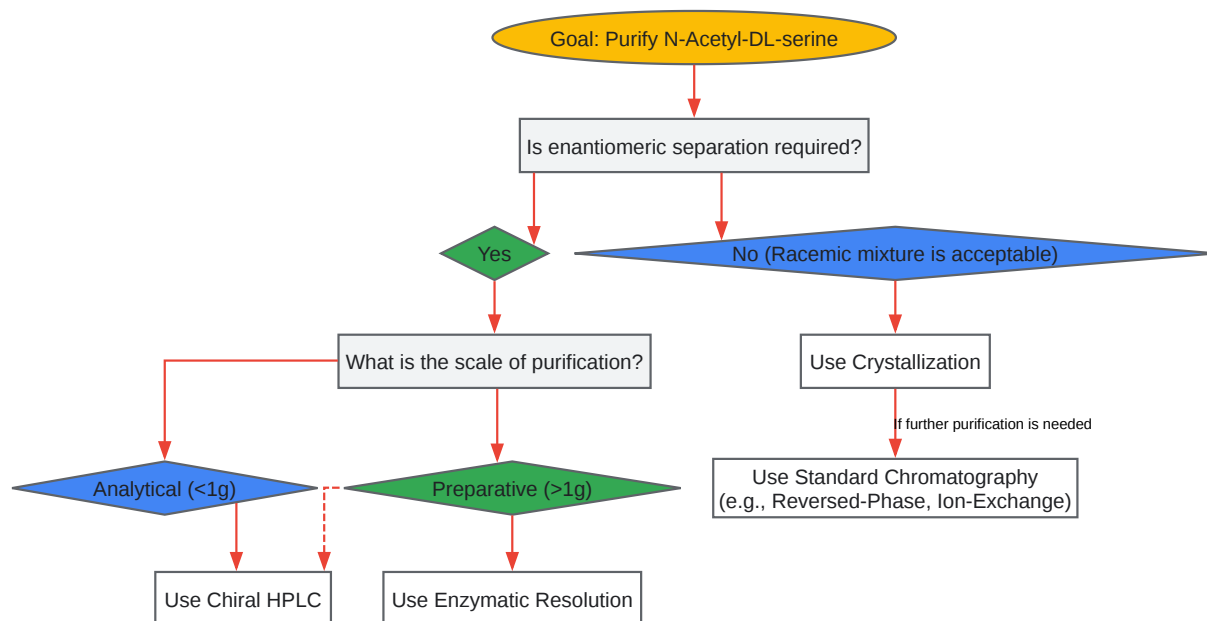 Goal: Purify N-Acetyl-DL-serine
Is enantiomeric separation required?
Yes
No (Racemic mixture is acceptable)
What is the scale of purification?
Use Crystallization
If further purification is needed
Analytical (<1g)
Preparative (>1g)
Use Standard Chromatography
(e.g., Reversed-Phase, Ion-Exchange)
Use Chiral HPLC
Use Enzymatic Resolution